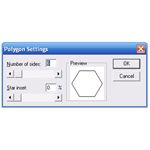 Polygon Settings
Number of sides:
Preview
OK
Cancel
Star inset: 0 %